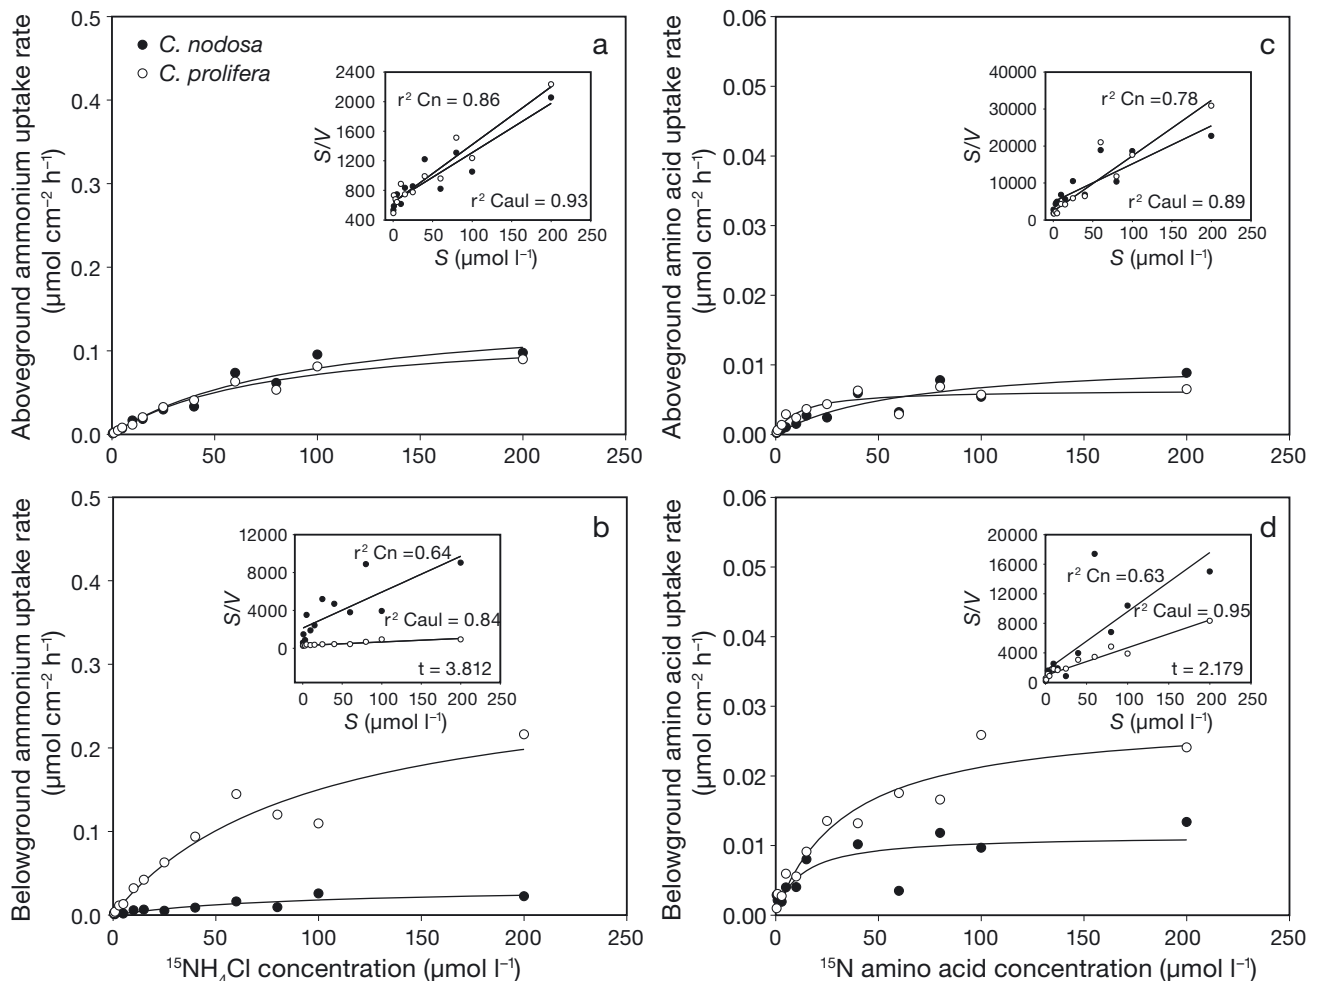 Aboveground ammonium uptake rate
(µmol cm⁻² h⁻¹)
0.5
0.4
0.3
0.2
0.1
0.0
0
50
100
150
200
250
C. nodosa
C. prolifera
a
S/V
2400
2000
1600
1200
800
400
r² Cn = 0.86
r² Caul = 0.93
0
50
100
150
200
250
S (µmol l⁻¹)
Aboveground amino acid uptake rate
(µmol cm⁻² h⁻¹)
0.06
0.05
0.04
0.03
0.02
0.01
0.00
0
50
100
150
200
250
c
S/V
40000
30000
20000
10000
0
r² Cn =0.78
r² Caul = 0.89
0
50
100
150
200
250
S (µmol l⁻¹)
Belowground ammonium uptake rate
(µmol cm⁻² h⁻¹)
0.5
0.4
0.3
0.2
0.1
0.0
0
50
100
150
200
250
¹⁵NH₄Cl concentration (µmol l⁻¹)
b
S/V
12000
8000
4000
0
r² Cn =0.64
r² Caul = 0.84
t = 3.812
0
50
100
150
200
250
S (µmol l⁻¹)
Belowground amino acid uptake rate
(µmol cm⁻² h⁻¹)
0.06
0.05
0.04
0.03
0.02
0.01
0.00
0
50
100
150
200
250
¹⁵N amino acid concentration (µmol l⁻¹)
d
S/V
20000
16000
12000
8000
4000
0
r² Cn =0.63
r² Caul = 0.95
t = 2.179
0
50
100
150
200
250
S (µmol l⁻¹)